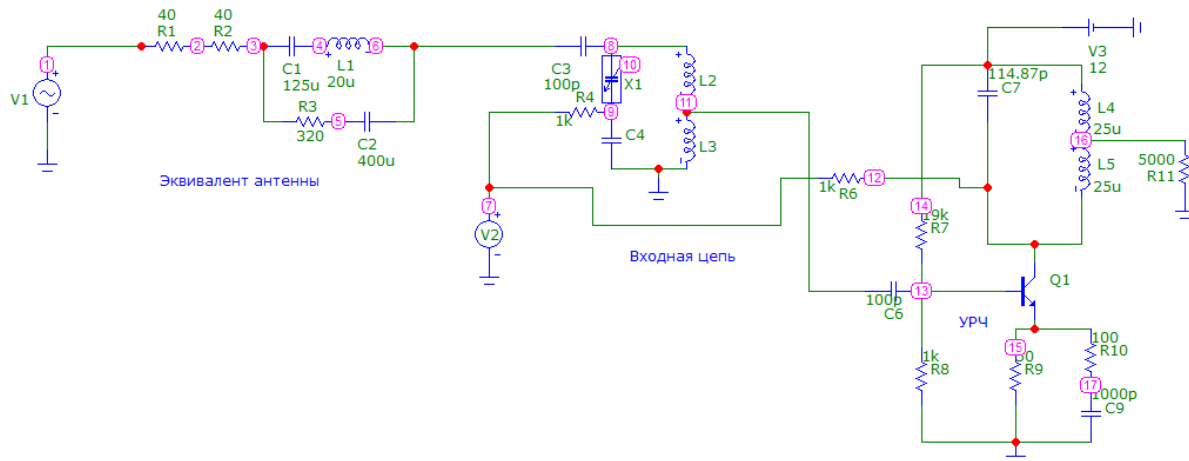 40
R1
40
R2
1
2
3
4
6
C1
125u
L1
20u
V1
R3
320
5
C2
400u
Эквивалент антенны
C3
100p
8
10
X1
R4
1k
9
C4
L2
11
L3
7
V2
Входная цепь
1k
R6
12
14
19k
R7
100p
C6
13
1k
R8
V3
12
114.87p
C7
L4
25u
16
L5
25u
5000
R11
Q1
УРЧ
15
R9
100
R10
17
1000p
C9